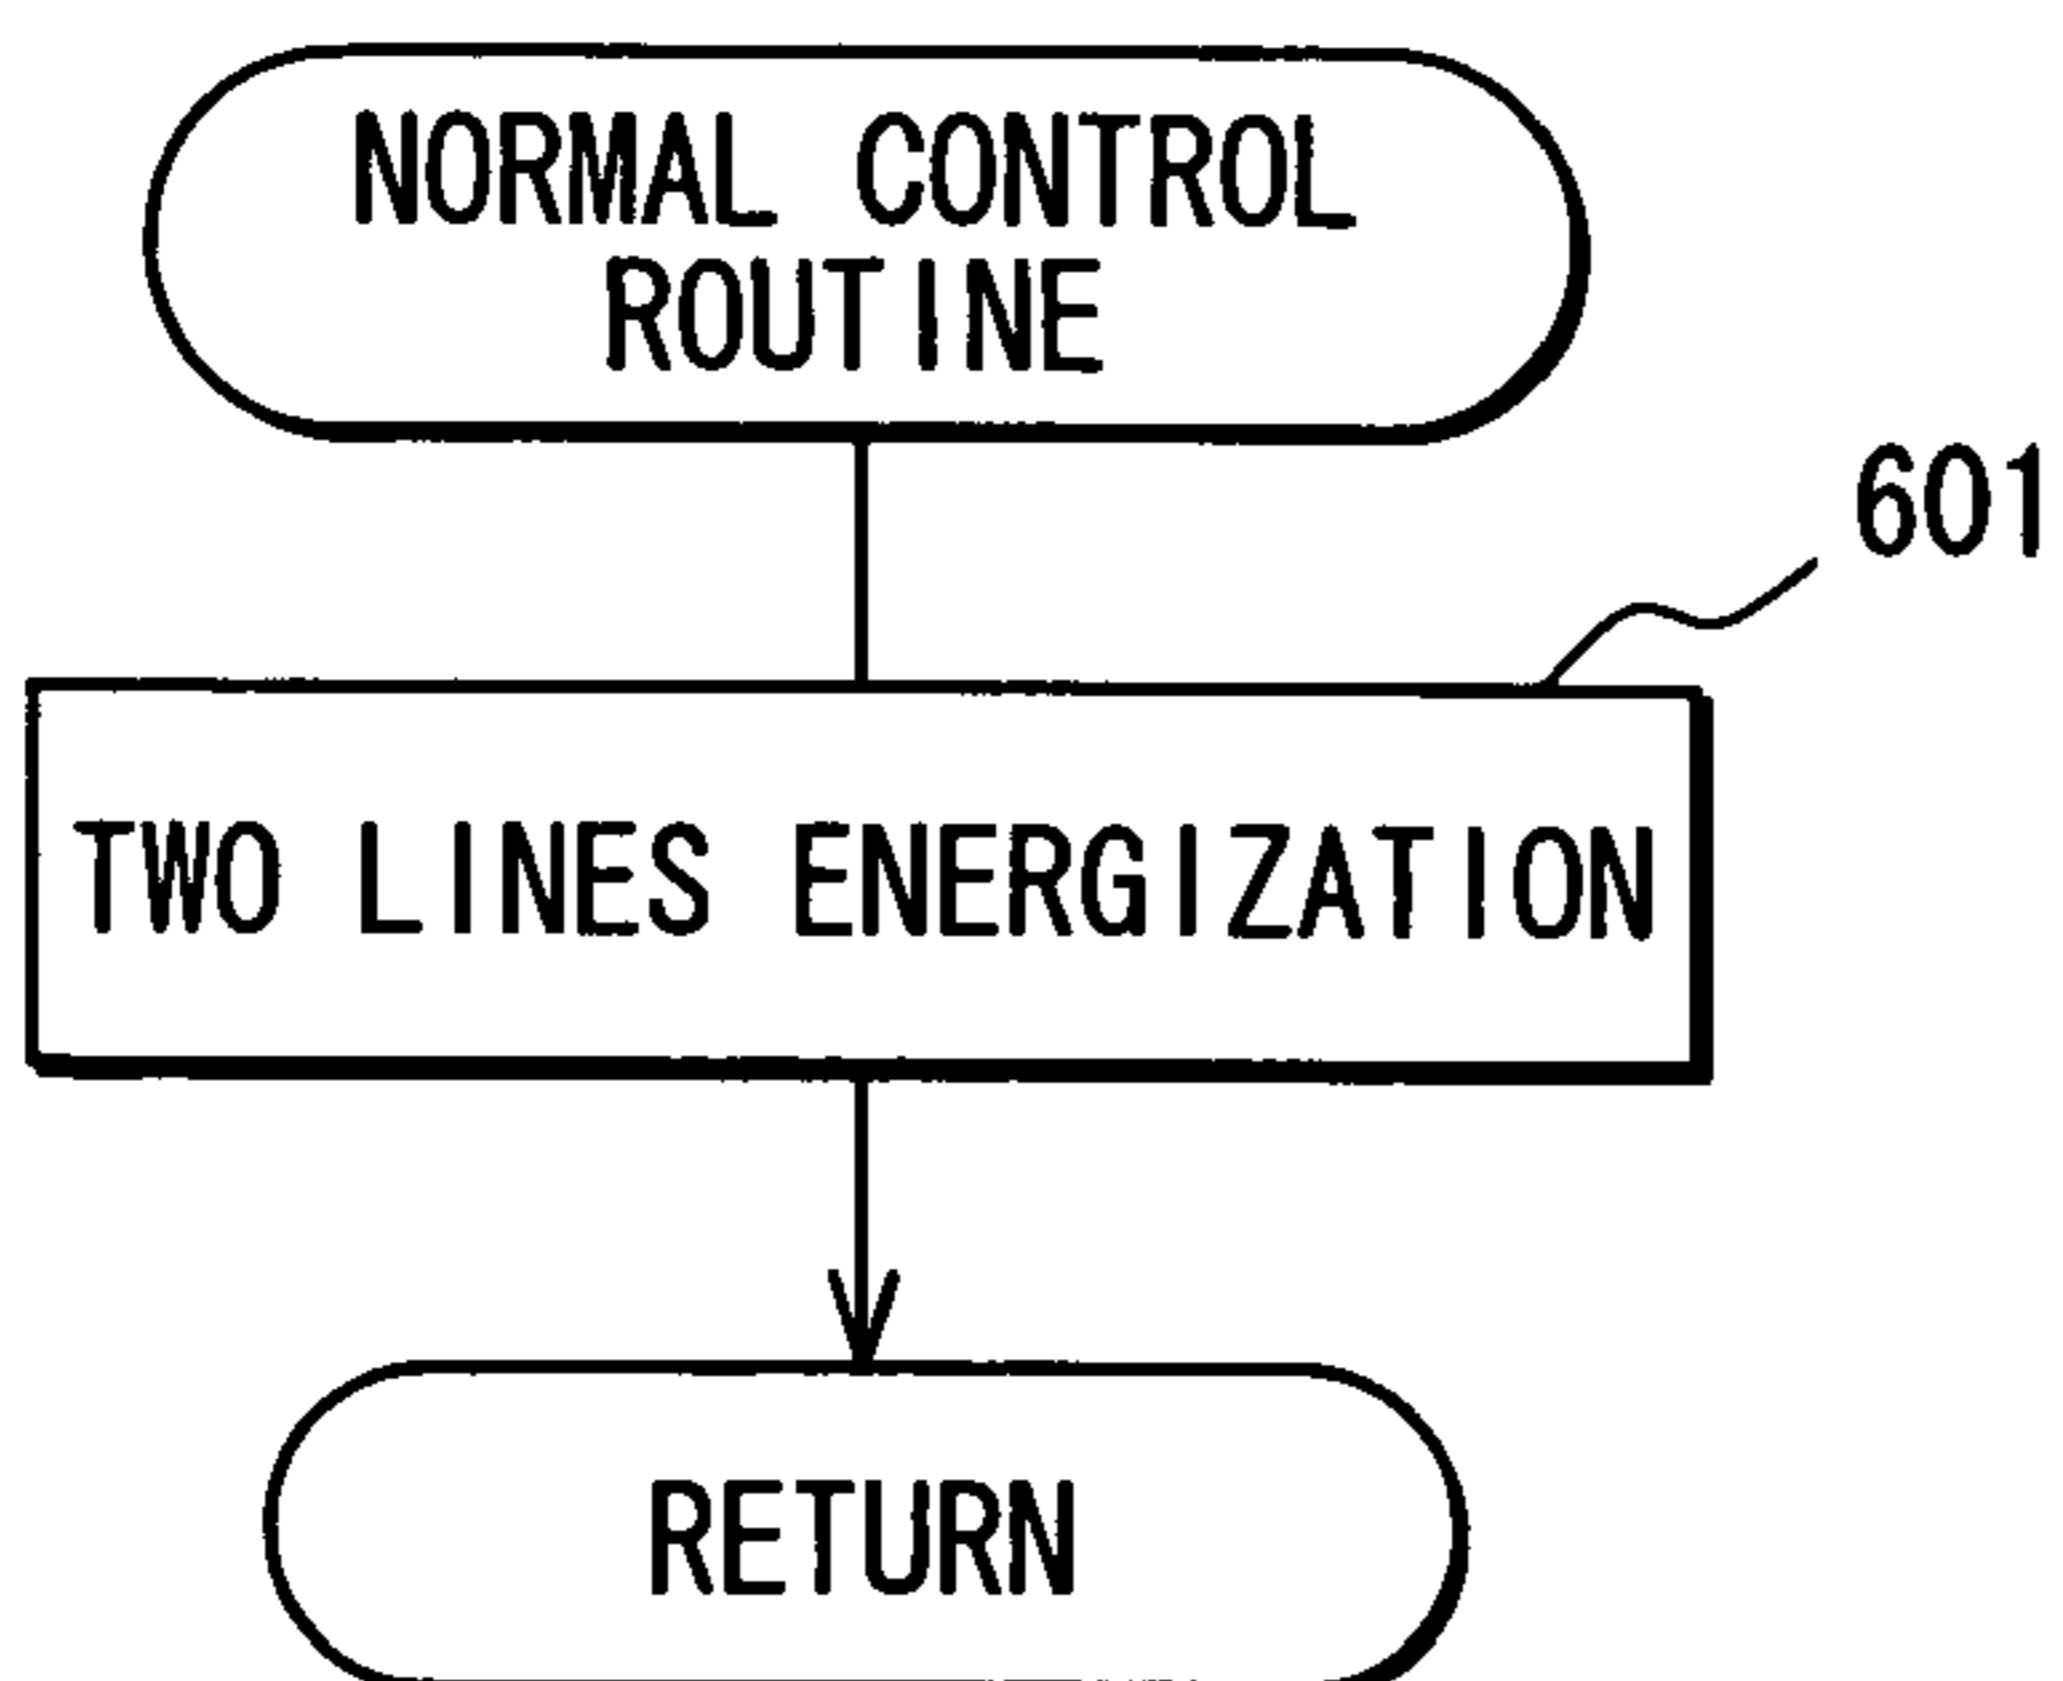 NORMAL CONTROL
ROUTINE
601
TWO LINES ENERGIZATION
RETURN